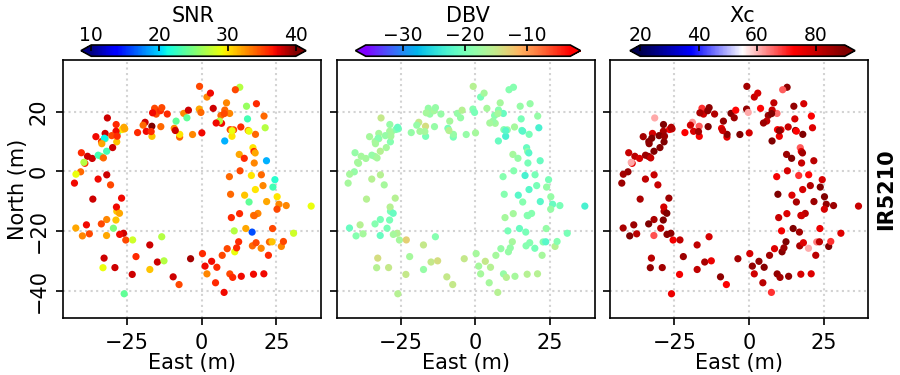 SNR DBV Xc
10 20 30 40 −30 −20 −10 20 40 60 80
North (m)
20
0
−20
−40
IR5210
−25 0 25 −25 0 25 −25 0 25
East (m) East (m) East (m)